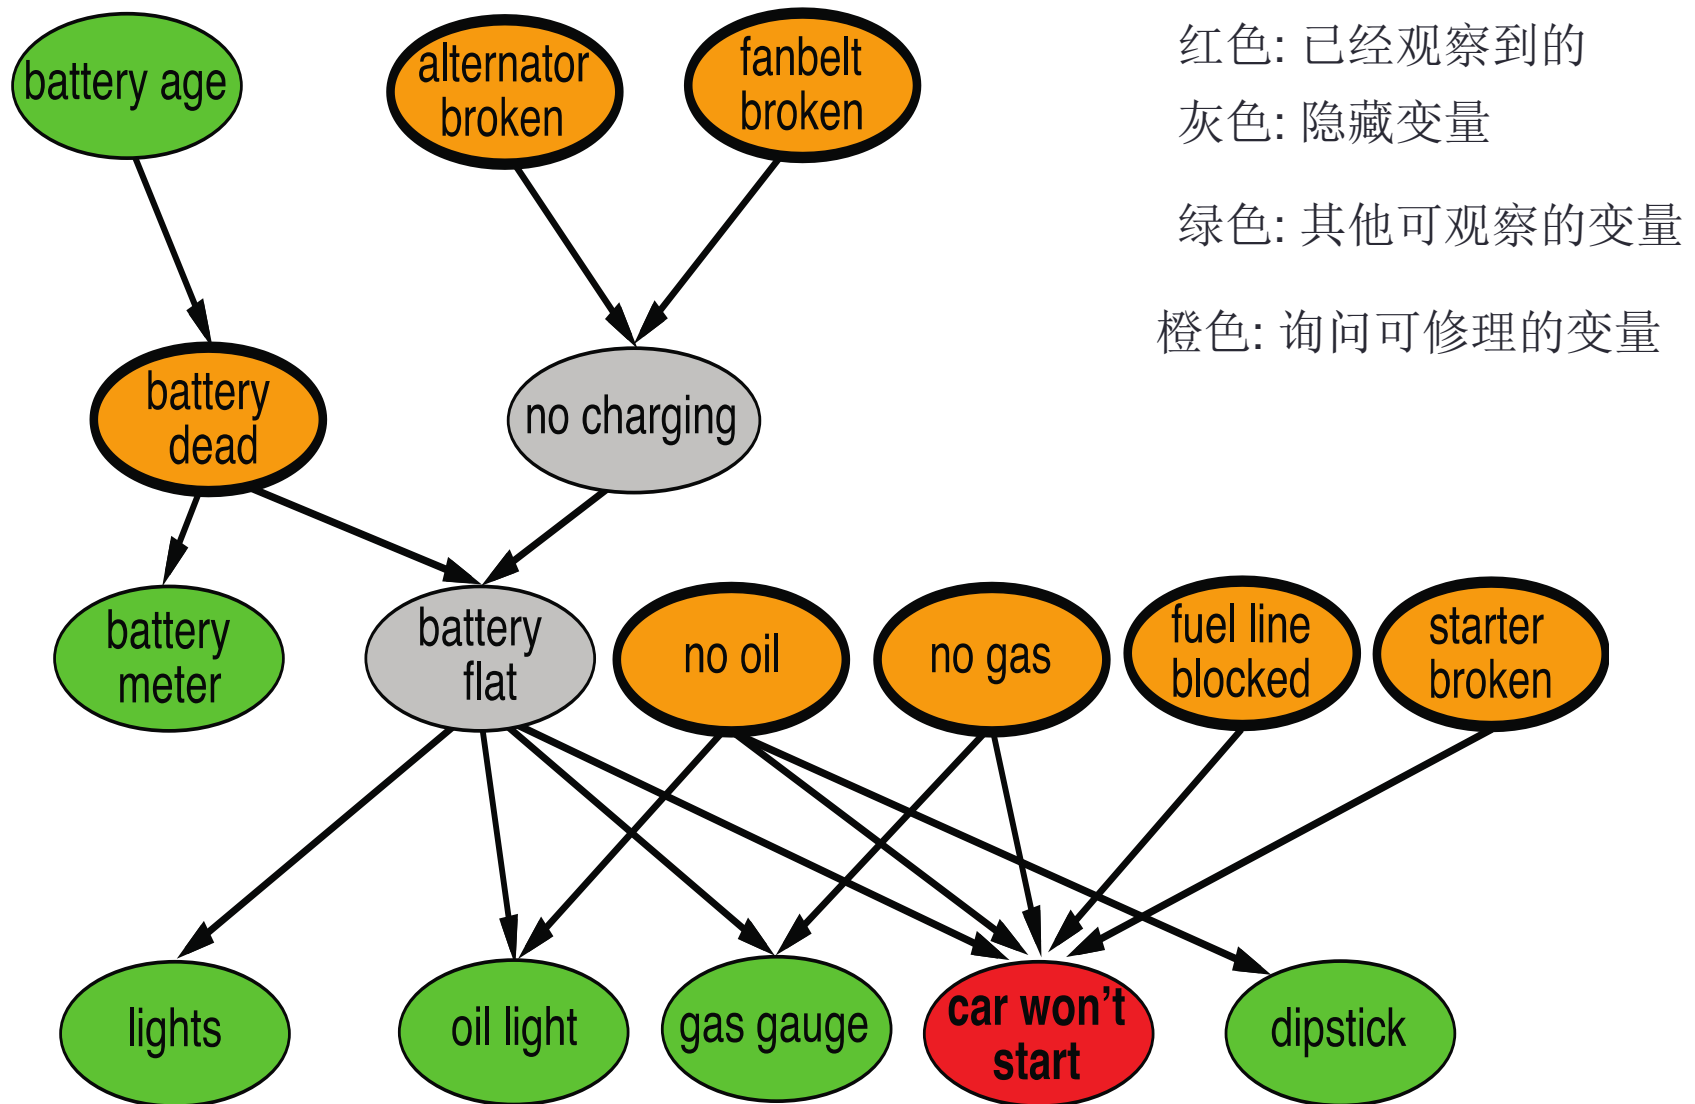 battery age
alternator
broken
fanbelt
broken
红色: 已经观察到的
灰色: 隐藏变量
绿色: 其他可观察的变量
橙色: 询问可修理的变量
battery
dead
no charging
battery
meter
battery
flat
no oil
no gas
fuel line
blocked
starter
broken
lights
oil light
gas gauge
car won't
start
dipstick